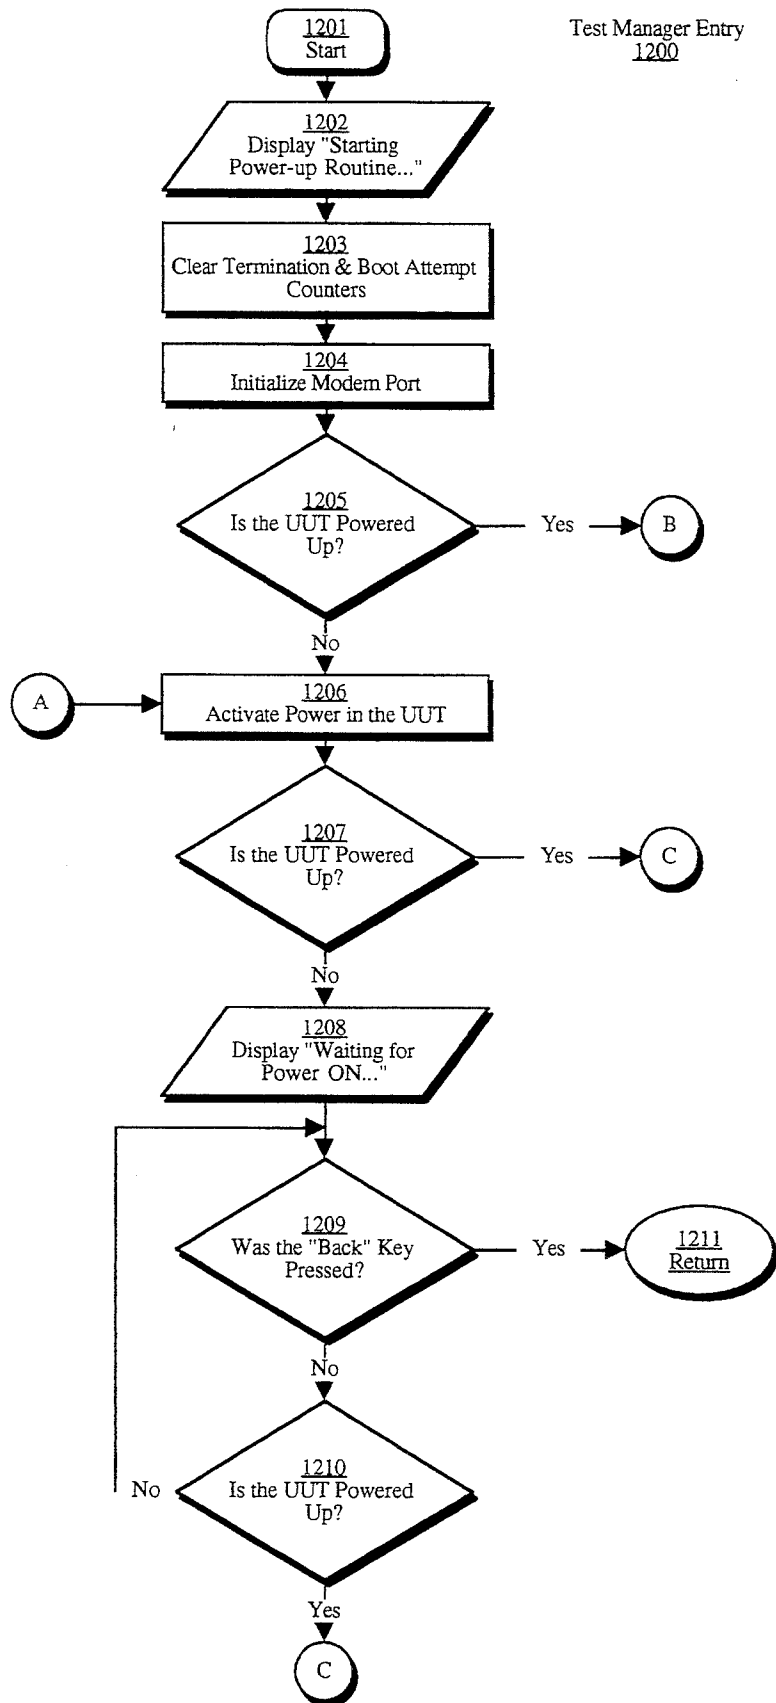 Test Manager Entry
1200
1201
Start
1202
Display "Starting
Power-up Routine..."
1203
Clear Termination & Boot Attempt
Counters
1204
Initialize Modem Port
1205
Is the UUT Powered
Up?
Yes
B
No
A
1206
Activate Power in the UUT
1207
Is the UUT Powered
Up?
Yes
C
No
1208
Display "Waiting for
Power ON..."
1209
Was the "Back" Key
Pressed?
Yes
1211
Return
No
1210
Is the UUT Powered
Up?
No
Yes
C